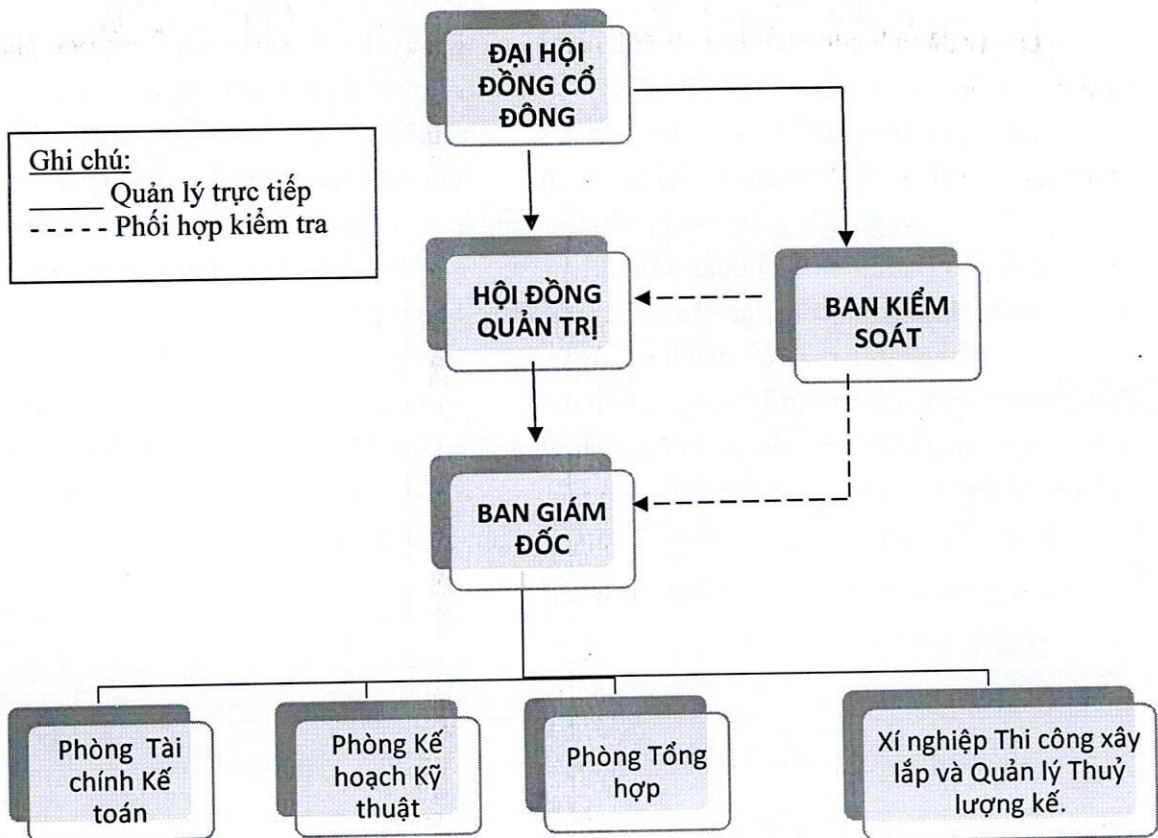 ĐẠI HỘI
ĐỒNG CỔ
ĐÔNG
Ghi chú:
______ Quản lý trực tiếp
- - - - - Phối hợp kiểm tra
HỘI ĐỒNG
QUẢN TRỊ
BAN KIỂM
SOÁT
BAN GIÁM
ĐỐC
Phòng Tài
chính Kế
toán
Phòng Kế
hoạch Kỹ
thuật
Phòng Tổng
hợp
Xí nghiệp Thi công xây
lắp và Quản lý Thuỷ
lượng kế.